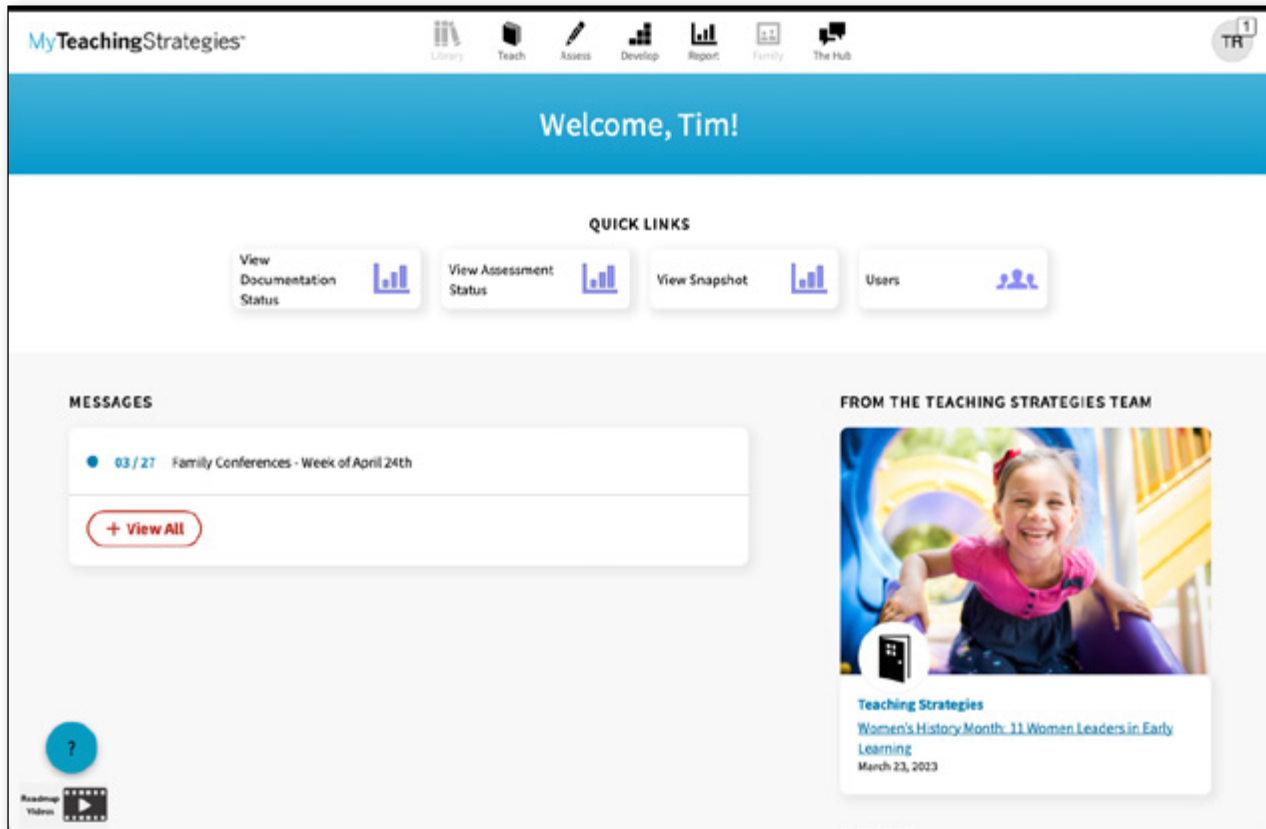 MyTeachingStrategies™
Library
Teach
Assess
Develop
Report
Family
The Hub
TR
1
Welcome, Tim!
QUICK LINKS
View
Documentation
Status
View Assessment
Status
View Snapshot
Users
MESSAGES
03 / 27 Family Conferences - Week of April 24th
+ View All
FROM THE TEACHING STRATEGIES TEAM
Teaching Strategies
Women's History Month: 11 Women Leaders in Early
Learning
March 23, 2023
?
Roadmap
Videos